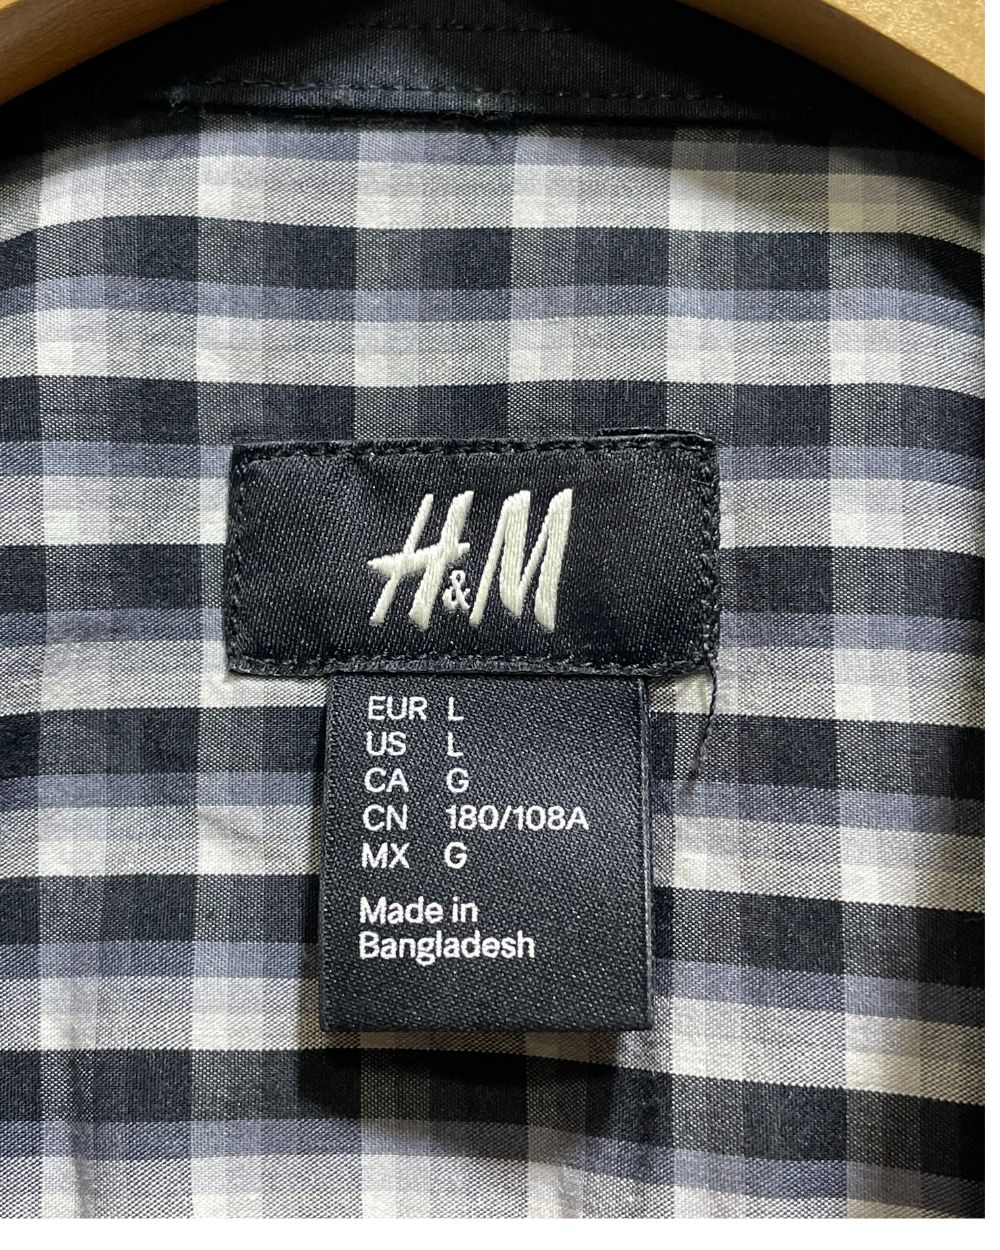 H&M
EUR L
US L
CA G
CN 180/108A
MX G
Made in
Bangladesh